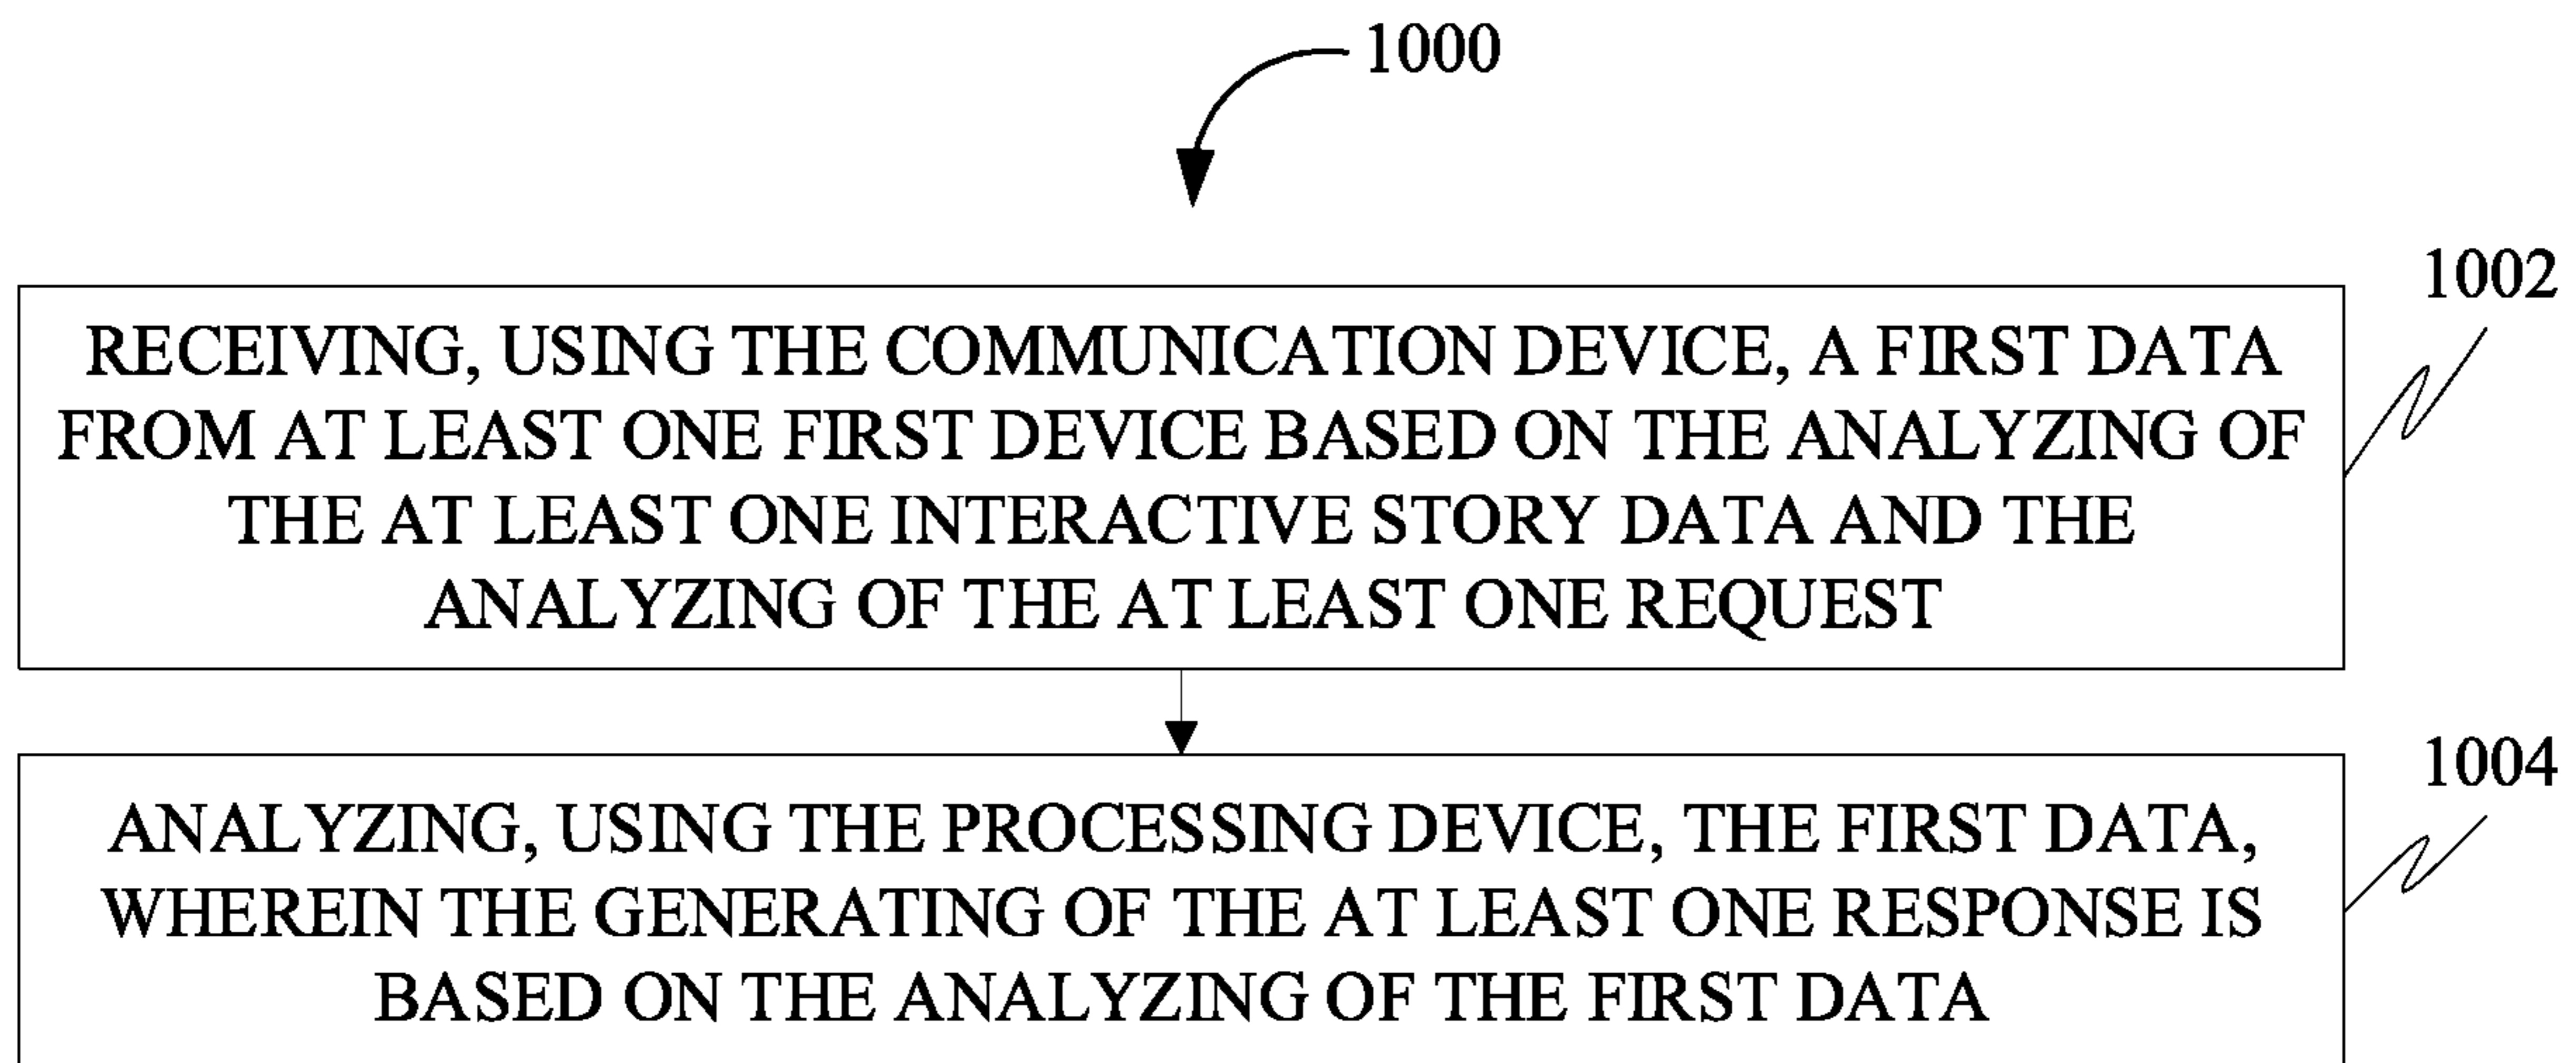 1000
1002
RECEIVING, USING THE COMMUNICATION DEVICE, A FIRST DATA
FROM AT LEAST ONE FIRST DEVICE BASED ON THE ANALYZING OF
THE AT LEAST ONE INTERACTIVE STORY DATA AND THE
ANALYZING OF THE AT LEAST ONE REQUEST
1004
ANALYZING, USING THE PROCESSING DEVICE, THE FIRST DATA,
WHEREIN THE GENERATING OF THE AT LEAST ONE RESPONSE IS
BASED ON THE ANALYZING OF THE FIRST DATA